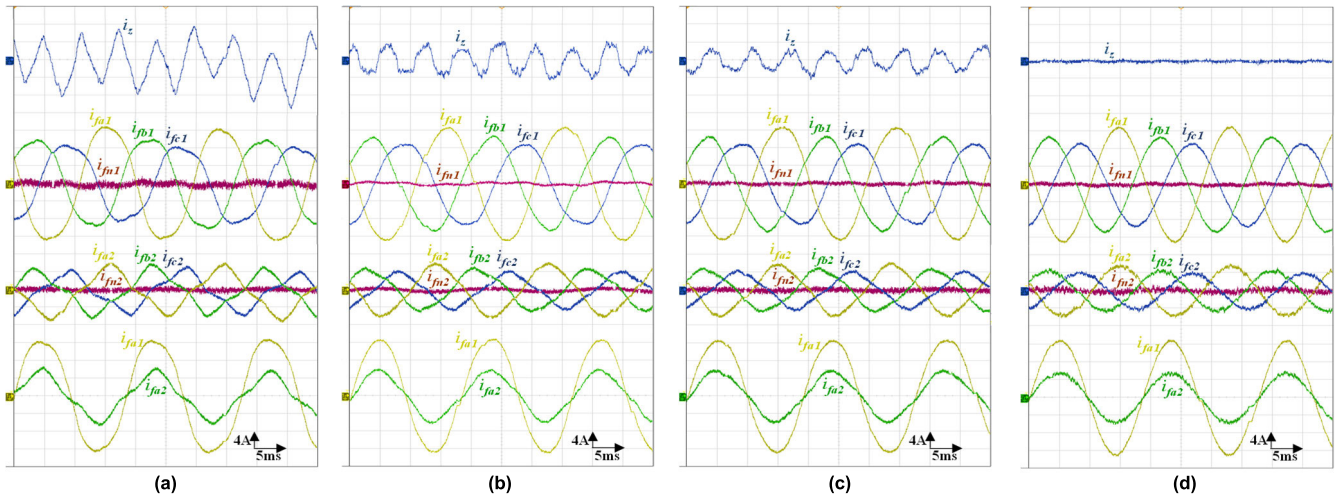 i_z
i_fa1 i_fb1 i_fc1
i_fn1
i_fa2 i_fb2 i_fc2
i_fn2
i_fa1
i_fa2
4A
5ms
(a)
i_z
i_fa1 i_fb1 i_fc1
i_fn1
i_fa2 i_fb2 i_fc2
i_fn2
i_fa1
i_fa2
4A
5ms
(b)
i_z
i_fa1 i_fb1 i_fc1
i_fn1
i_fa2 i_fb2 i_fc2
i_fn2
i_fa1
i_fa2
4A
5ms
(c)
i_z
i_fa1 i_fb1 i_fc1
i_fn1
i_fa2 i_fb2 i_fc2
i_fn2
i_fa1
i_fa2
4A
5ms
(d)